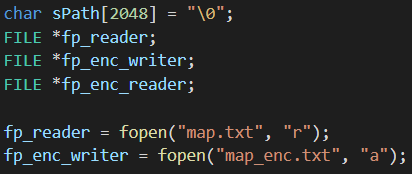 char sPath[2048] = "\0";
FILE *fp_reader;
FILE *fp_enc_writer;
FILE *fp_enc_reader;
fp_reader = fopen("map.txt", "r");
fp_enc_writer = fopen("map_enc.txt", "a");